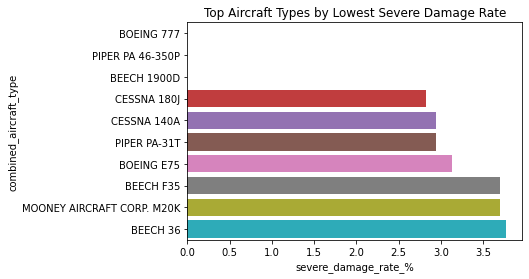 Top Aircraft Types by Lowest Severe Damage Rate
combined_aircraft_type
BOEING 777
PIPER PA 46-350P
BEECH 1900D
CESSNA 180J
CESSNA 140A
PIPER PA-31T
BOEING E75
BEECH F35
MOONEY AIRCRAFT CORP. M20K
BEECH 36
0.0 0.5 1.0 1.5 2.0 2.5 3.0 3.5
severe_damage_rate_%